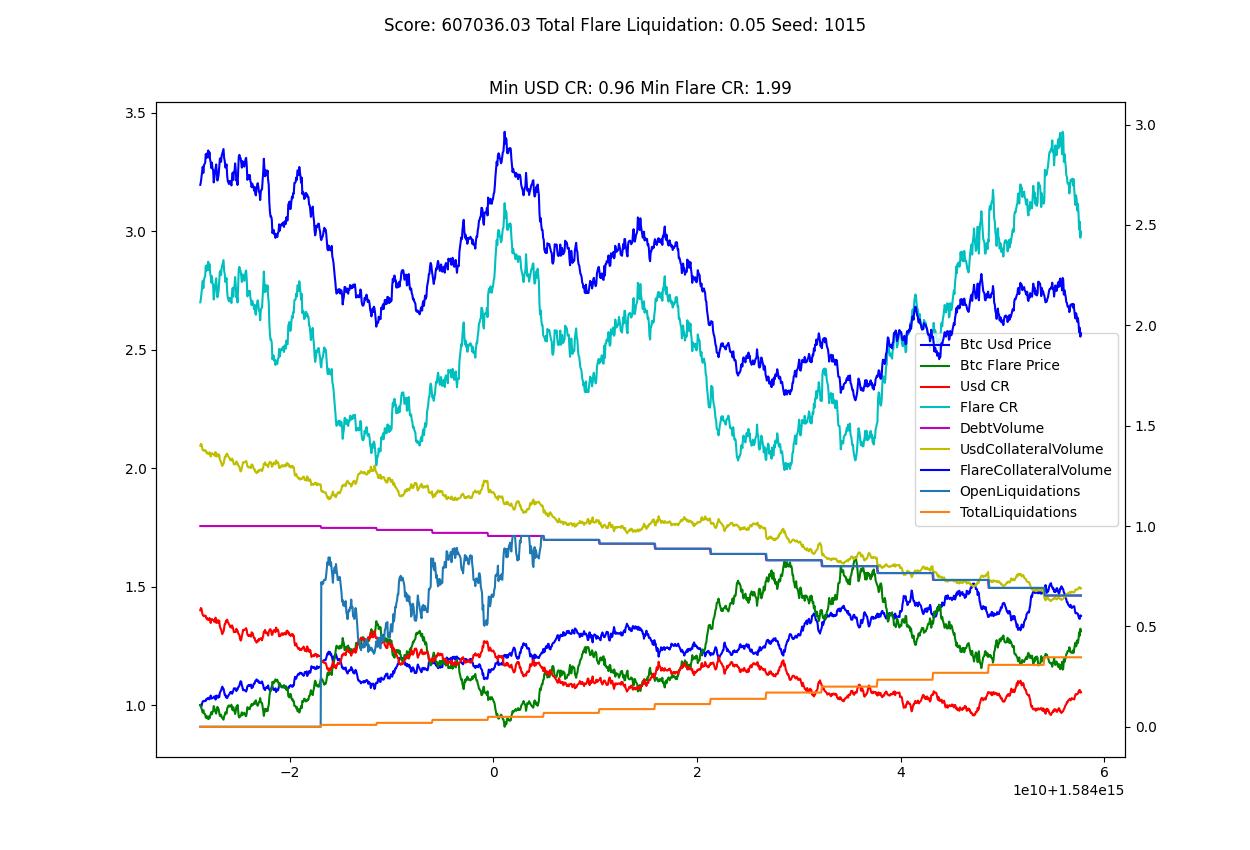 Score: 607036.03 Total Flare Liquidation: 0.05 Seed: 1015
Min USD CR: 0.96 Min Flare CR: 1.99
3.5
3.0
2.5
2.0
1.5
1.0
3.0
2.5
2.0
1.5
1.0
0.5
0.0
Btc Usd Price
Btc Flare Price
Usd CR
Flare CR
DebtVolume
UsdCollateralVolume
FlareCollateralVolume
OpenLiquidations
TotalLiquidations
−2 0 2 4 6
1e10+1.584e15